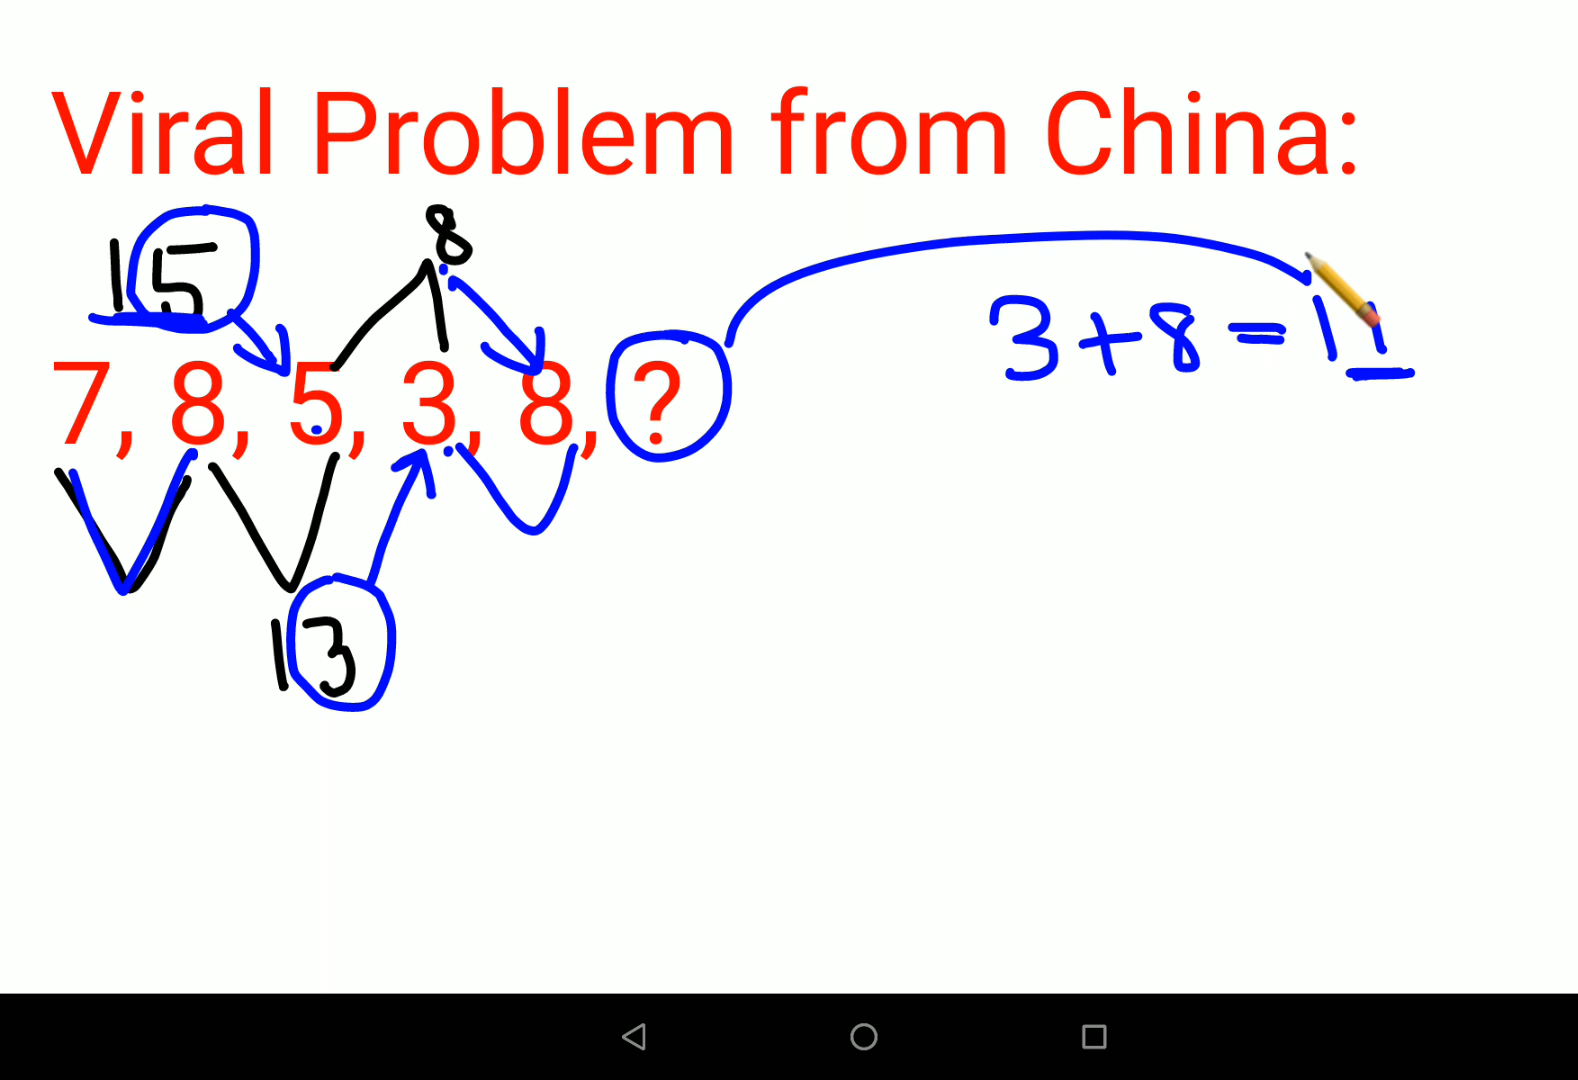 Viral Problem from China:
15 8
3+8=11
7, 8, 5, 3, 8, ?
13